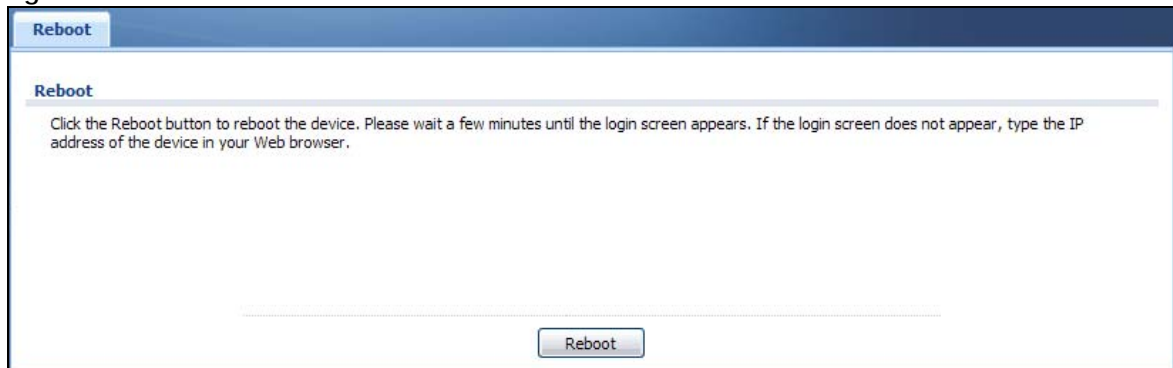 Reboot
Reboot
Click the Reboot button to reboot the device. Please wait a few minutes until the login screen appears. If the login screen does not appear, type the IP
address of the device in your Web browser.
Reboot